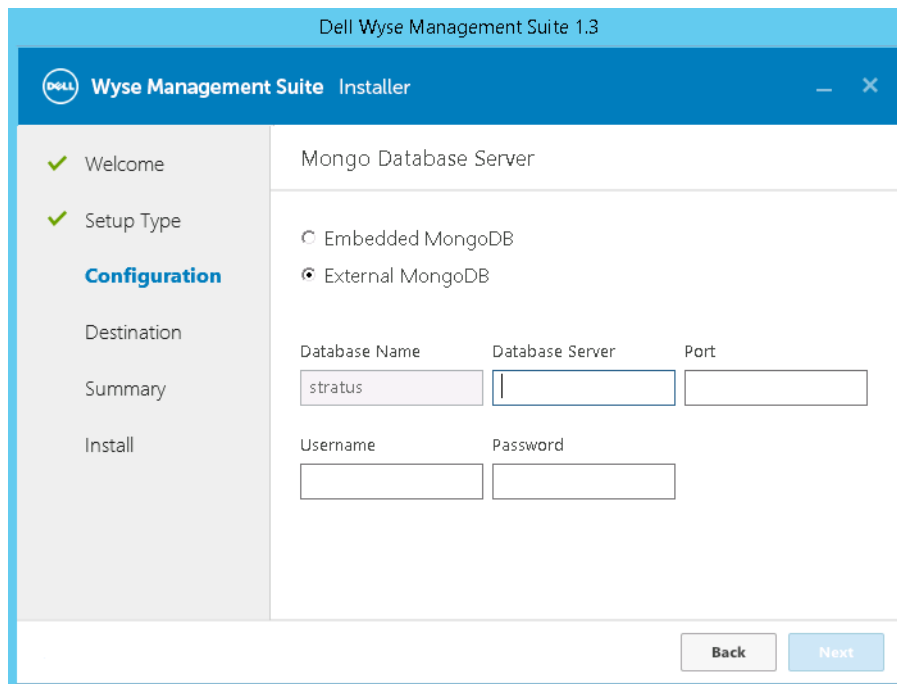 Dell Wyse Management Suite 1.3
DELL Wyse Management Suite Installer
Welcome
Mongo Database Server
Setup Type
Embedded MongoDB
Configuration
External MongoDB
Destination
Database Name Database Server Port
Summary
stratus
Install
Username Password
Back Next